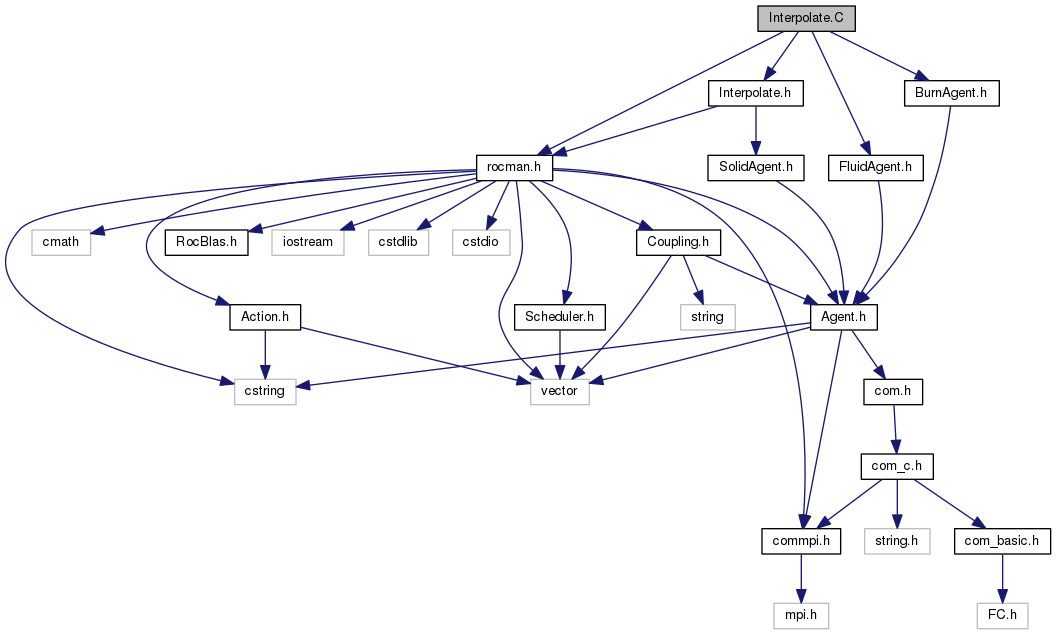 Interpolate.C
Interpolate.h
BurnAgent.h
rocman.h
SolidAgent.h
FluidAgent.h
cmath
RocBlas.h
iostream
cstdlib
cstdio
Coupling.h
Action.h
Scheduler.h
string
Agent.h
cstring
vector
com.h
com_c.h
commpi.h
string.h
com_basic.h
mpi.h
FC.h